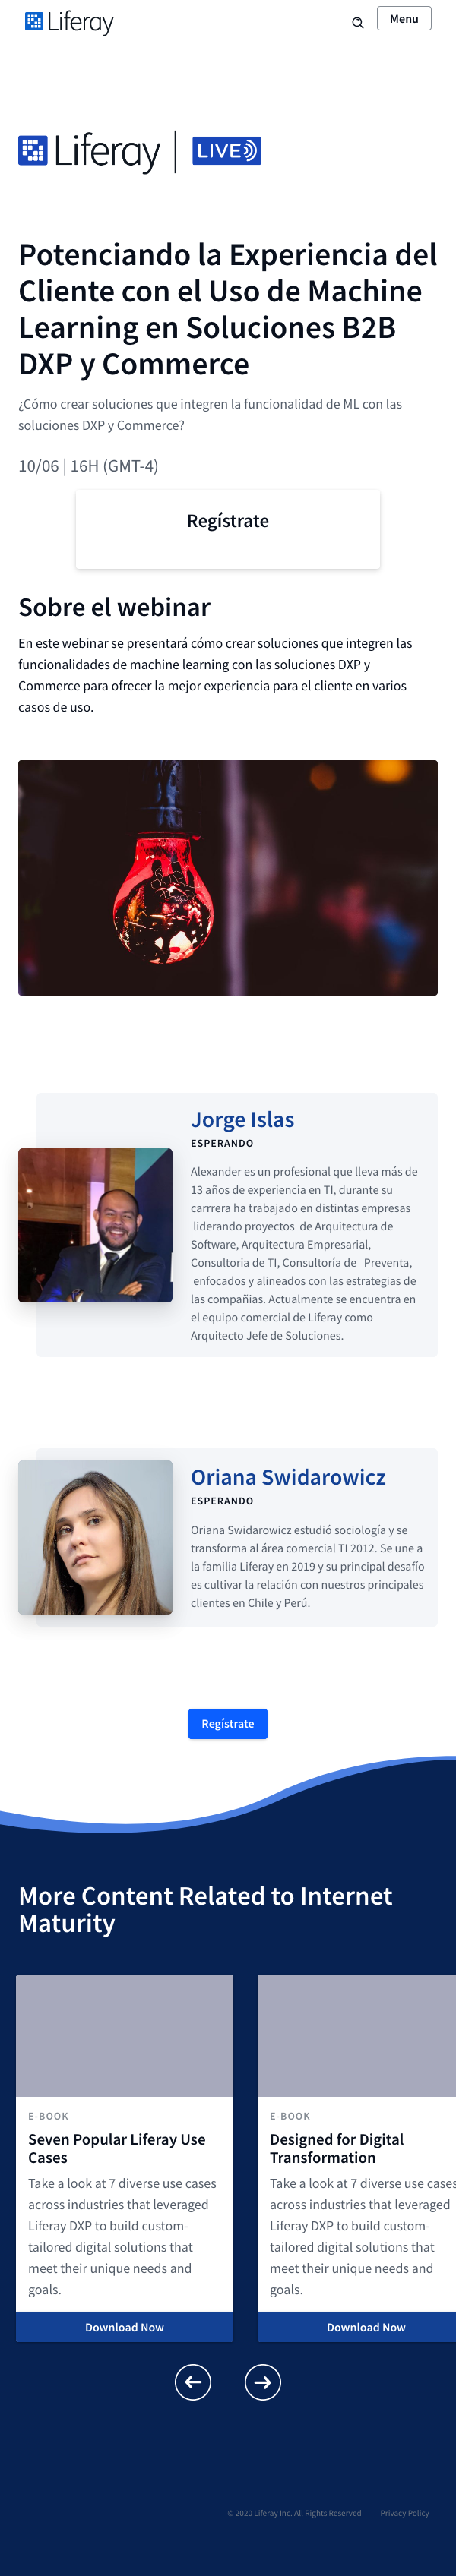 Liferay
Menu
Liferay | LIVE
Potenciando la Experiencia del
Cliente con el Uso de Machine
Learning en Soluciones B2B
DXP y Commerce
¿Cómo crear soluciones que integren la funcionalidad de ML con las
soluciones DXP y Commerce?
10/06 | 16H (GMT-4)
Regístrate
Sobre el webinar
En este webinar se presentará cómo crear soluciones que integren las
funcionalidades de machine learning con las soluciones DXP y
Commerce para ofrecer la mejor experiencia para el cliente en varios
casos de uso.
Jorge Islas
ESPERANDO
Alexander es un profesional que lleva más de
13 años de experiencia en TI, durante su
carrrera ha trabajado en distintas empresas
liderando proyectos de Arquitectura de
Software, Arquitectura Empresarial,
Consultoria de TI, Consultoría de Preventa,
enfocados y alineados con las estrategias de
las compañias. Actualmente se encuentra en
el equipo comercial de Liferay como
Arquitecto Jefe de Soluciones.
Oriana Swidarowicz
ESPERANDO
Oriana Swidarowicz estudió sociología y se
transforma al área comercial TI 2012. Se une a
la familia Liferay en 2019 y su principal desafío
es cultivar la relación con nuestros principales
clientes en Chile y Perú.
Regístrate
More Content Related to Internet
Maturity
E-BOOK
Seven Popular Liferay Use
Cases
Take a look at 7 diverse use cases
across industries that leveraged
Liferay DXP to build custom-
tailored digital solutions that
meet their unique needs and
goals.
Download Now
E-BOOK
Designed for Digital
Transformation
Take a look at 7 diverse use cases
across industries that leveraged
Liferay DXP to build custom-
tailored digital solutions that
meet their unique needs and
goals.
Download Now
© 2020 Liferay Inc. All Rights Reserved Privacy Policy